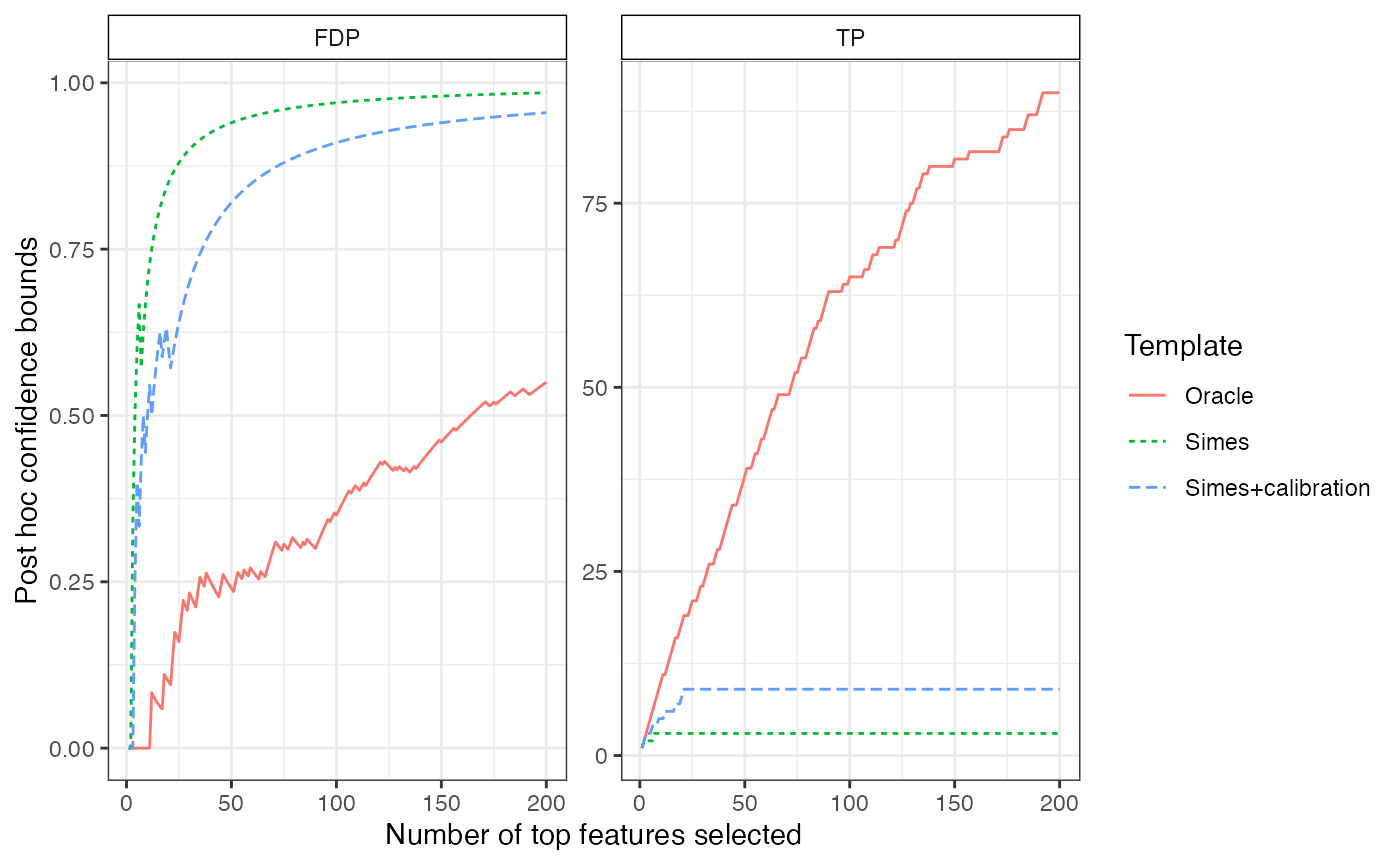 FDP
TP
Post hoc confidence bounds
1.00
0.75
0.50
0.25
0.00
75
50
25
0
0
50
100
150
200
0
50
100
150
200
Number of top features selected
Template
Oracle
Simes
Simes+calibration